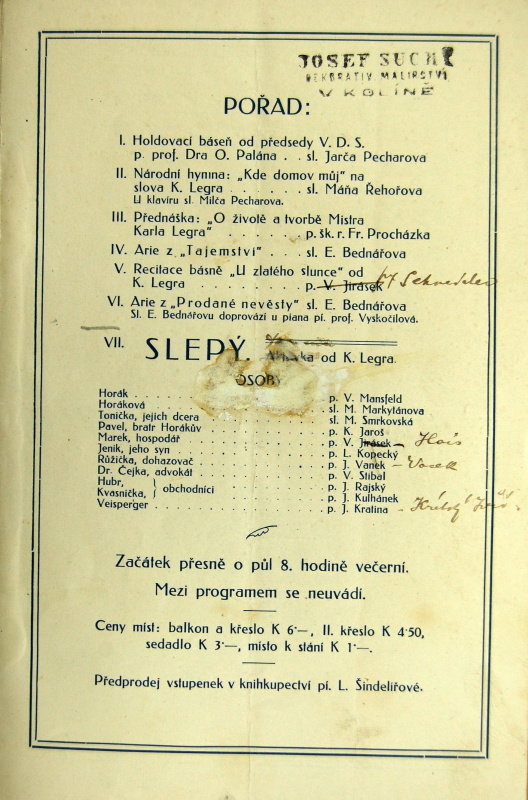 JOSEF SUCHÝ
DEKORATIV MALIŘSTVÍ
V KOLÍNĚ
POŘAD:
I. Holdovací báseň od předsedy V. D. S.
p. prof. Dra O. Palána . . sl. Jarča Pecharova
II. Národní hymna: „Kde domov můj“ na
slova K. Legra . . . . . . sl. Máňa Řehořova
U klavíru sl. Milča Pecharova.
III. Přednáška: „O životě a tvorbě Mistra
Karla Legra“ . . . . . p. šk. r. Fr. Procházka
IV. Arie z „Tajemství“ . . . sl. E. Bednářova
V. Recitace básně „U zlatého slunce“ od
K. Legra . . . . . . . . p. V. Jirásek
VI. Arie z „Prodané nevěsty“ sl. E. Bednářova
Sl. E. Bednářovu doprovází u piana pí. prof. Vyskočilová.
VII. SLEPÝ. Aktovka od K. Legra.
OSOBY
Horák . . . p. V. Mansfeld
Horáková . . . sl. M. Markytánova
Tonička, jejich dcera . . . sl. M. Smrkovská
Pavel, bratr Horákův . . . p. K. Jaroš
Marek, hospodář . . . p. V. Jirásek
Jeník, jeho syn . . . p. L. Kopecký
Růžička, dohazovač . . . p. J. Vaněk
Dr. Čejka, advokát . . . p. V. Stibal
Hubr, } obchodníci . . . p. J. Rajský
Kvasnička, . . . p. J. Kulhánek
Veisperger . . . p. J. Kratina
Začátek přesně o půl 8. hodině večerní.
Mezi programem se neuvádí.
Ceny míst: balkon a křeslo K 6·—, II. křeslo K 4·50,
sedadlo K 3·—, místo k stání K 1·—.
Předprodej vstupenek v knihkupectví pí. L. Šindelířové.